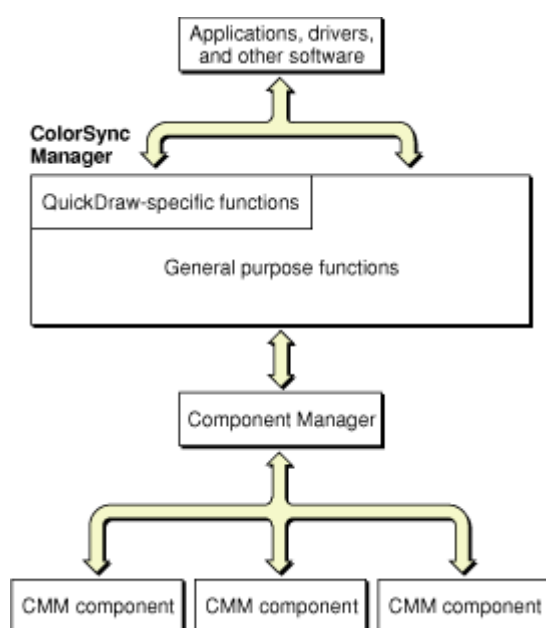 Applications, drivers,
and other software
ColorSync
Manager
QuickDraw-specific functions
General purpose functions
Component Manager
CMM component
CMM component
CMM component